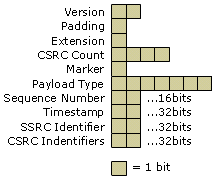 Version
Padding
Extension
CSRC Count
Marker
Payload Type
Sequence Number ...16bits
Timestamp ...32bits
SSRC Identifier ...32bits
CSRC Indentifiers ...32bits
= 1 bit